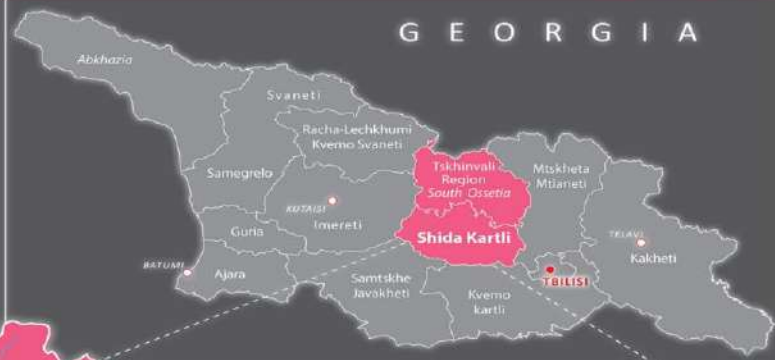 GEORGIA
Abkhazia
Svaneti
Racha-Lechkhumi
Kvemo Svaneti
Tskhinvali
Region
South Ossetia
Mtskheta
Mtianeti
Samegrelo
KUTAISI
Imereti
Guria
Shida Kartli
TELAVI
Kakheti
BATUMI
Ajara
Samtskhe
Javakheti
Kvemo
kartli
TBILISI